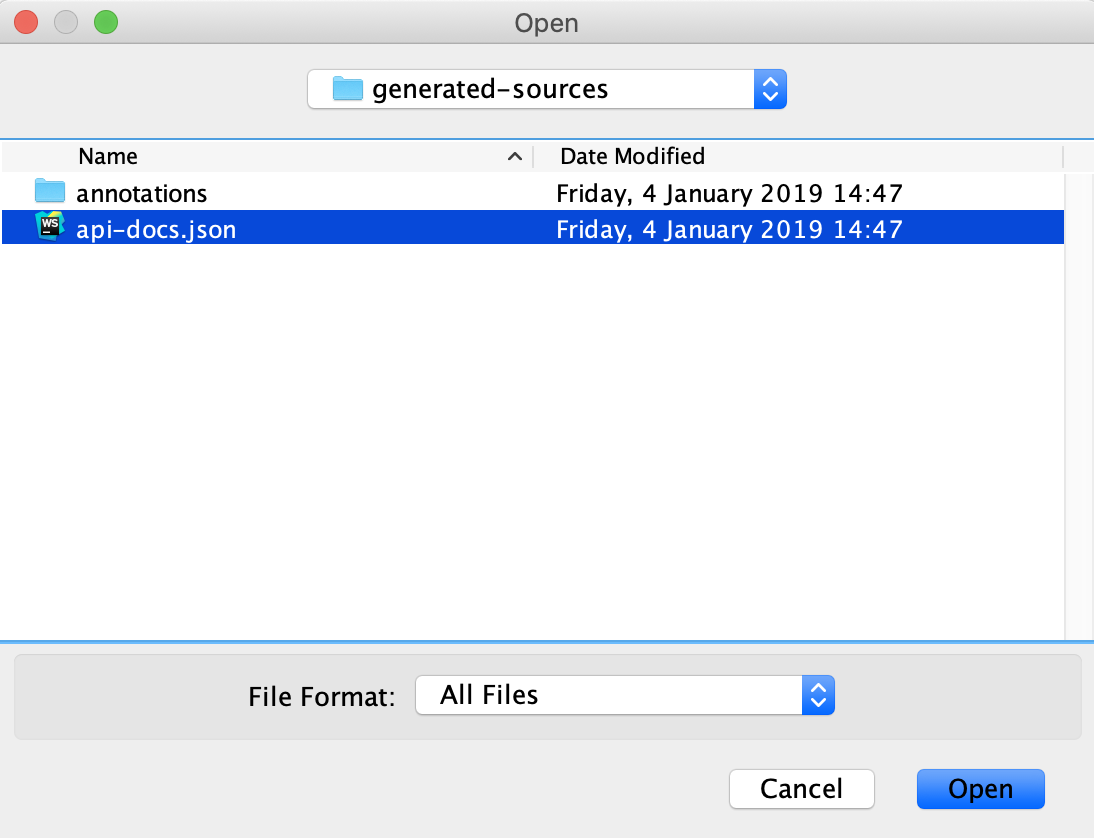 Open
generated-sources
Name Date Modified
annotations Friday, 4 January 2019 14:47
WS api-docs.json Friday, 4 January 2019 14:47
File Format: All Files
Cancel Open